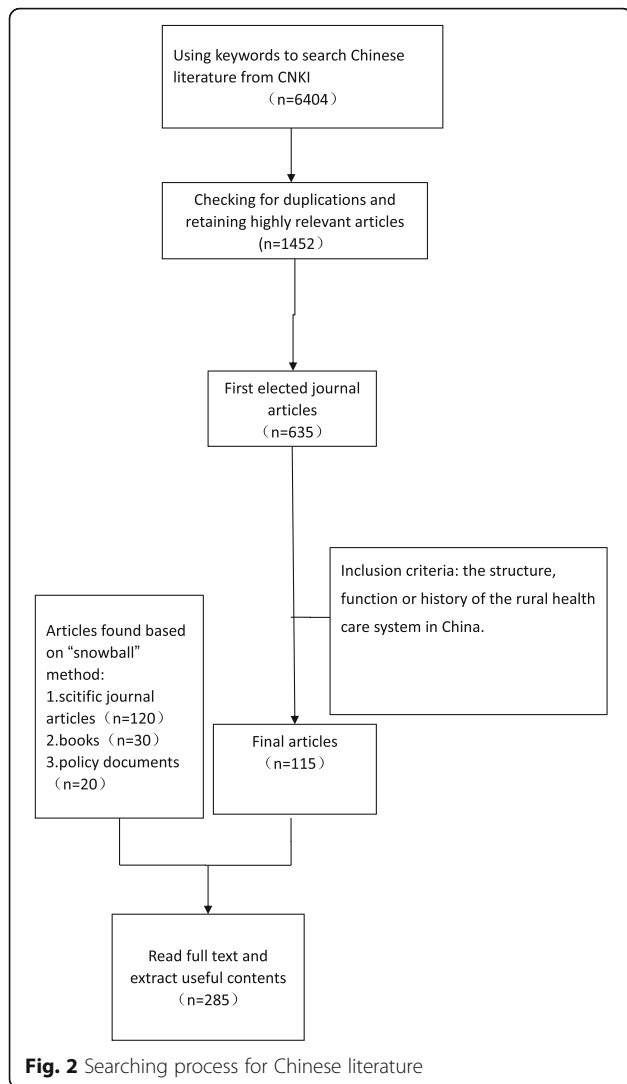 Using keywords to search Chinese
literature from CNKI
（n=6404）
Checking for duplications and
retaining highly relevant articles
(n=1452）
First elected journal
articles
（n=635）
Inclusion criteria: the structure,
function or history of the rural health
care system in China.
Articles found based
on “snowball”
method:
1.scitific journal
articles（n=120）
2.books（n=30）
3.policy documents
（n=20）
Final articles
（n=115）
Read full text and
extract useful contents
（n=285）
Fig. 2 Searching process for Chinese literature